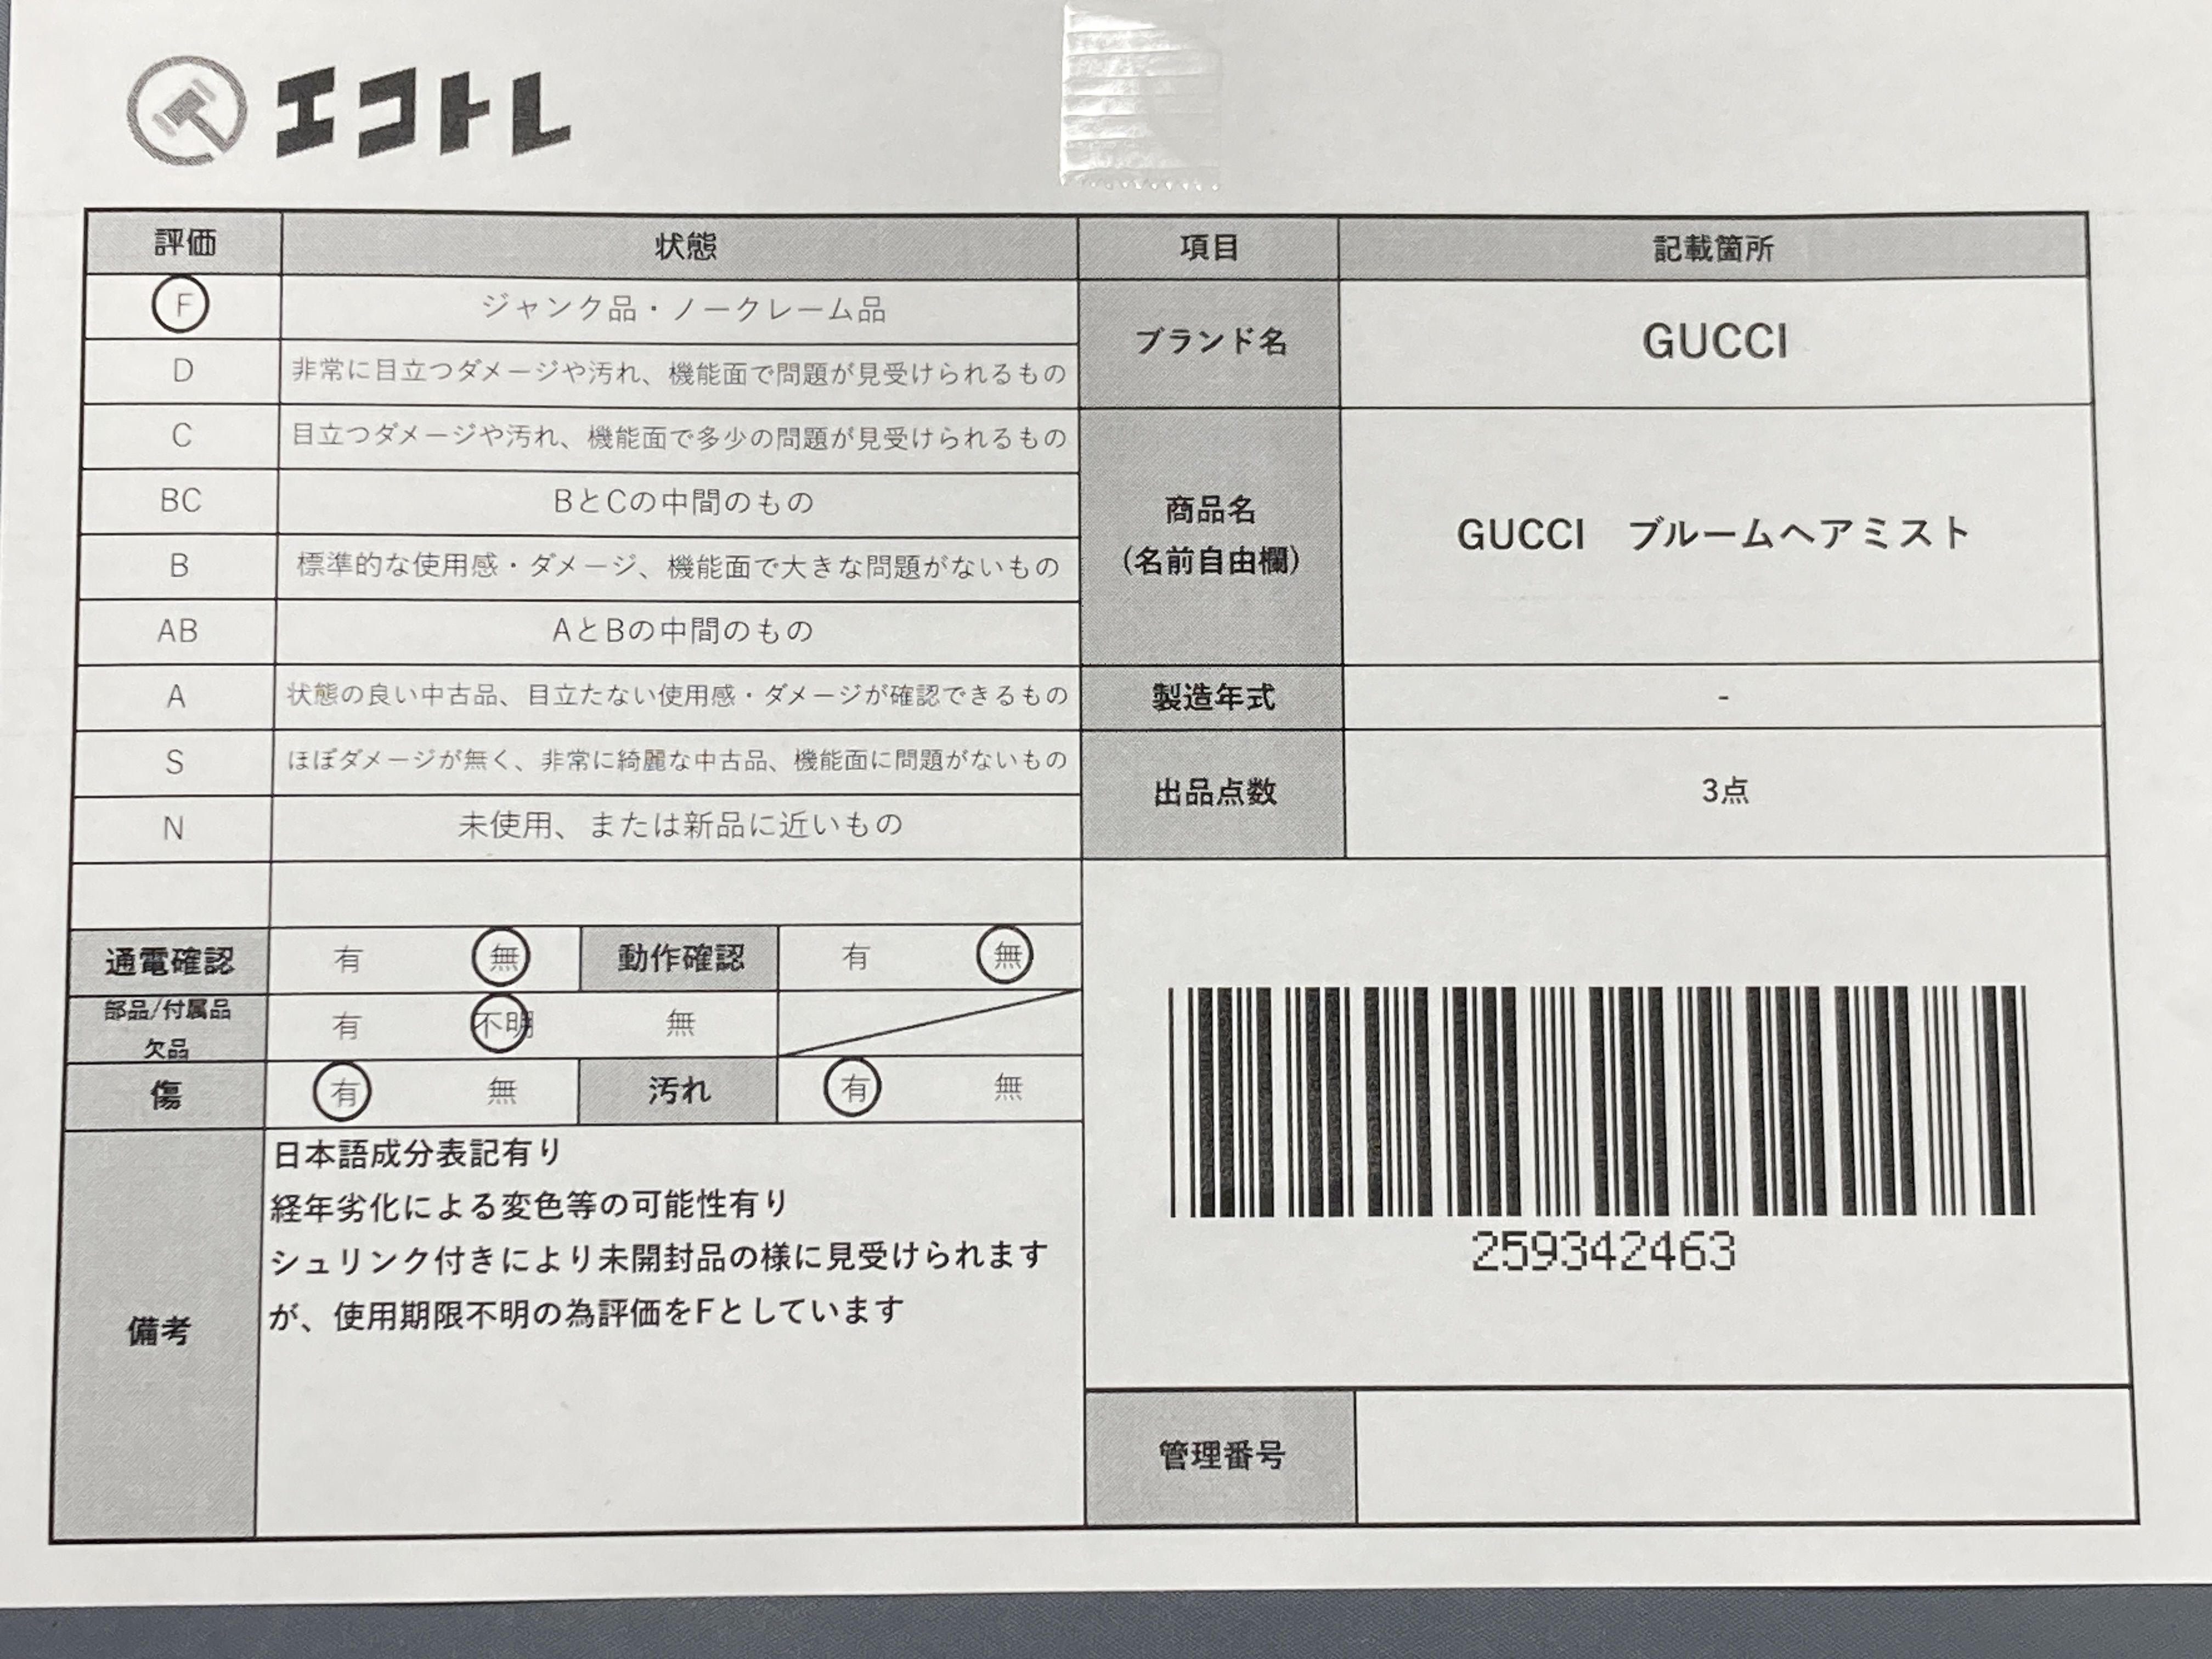 エコトレ
評価 状態 項目 記載箇所
F ジャンク品・ノークレーム品
D 非常に目立つダメージや汚れ、機能面で問題が見受けられるもの
ブランド名 GUCCI
C 目立つダメージや汚れ、機能面で多少の問題が見受けられるもの
BC BとCの中間のもの
B 標準的な使用感・ダメージ、機能面で大きな問題がないもの
AB AとBの中間のもの
商品名
(名前自由欄)
GUCCI ブルームヘアミスト
A 状態の良い中古品、目立たない使用感・ダメージが確認できるもの
製造年式 -
S ほぼダメージが無く、非常に綺麗な中古品、機能面に問題がないもの
N 未使用、または新品に近いもの
出品点数 3点
通電確認 有 無 動作確認 有 無
部品/付属品
欠品
有 不明 無
傷 有 無 汚れ 有 無
備考
日本語成分表記有り
経年劣化による変色等の可能性有り
シュリンク付きにより未開封品の様に見受けられます
が、使用期限不明の為評価をFとしています
259342463
管理番号